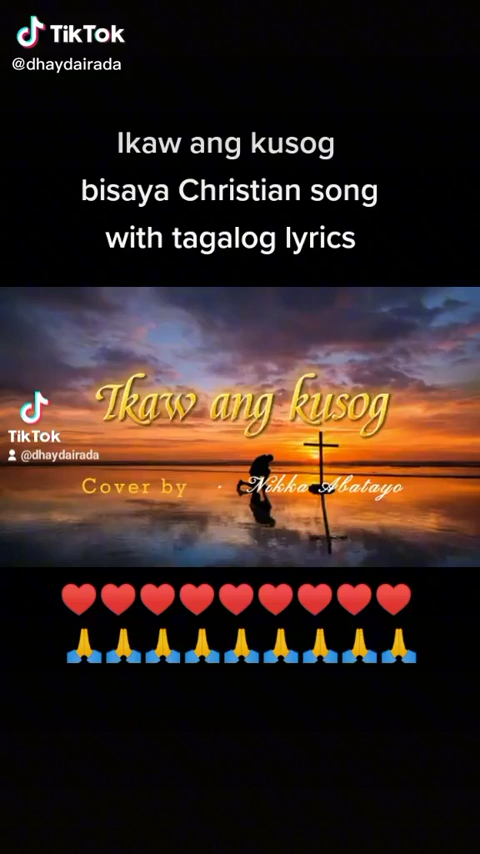 TikTok
@dhaydairada
Ikaw ang kusog
bisaya Christian song
with tagalog lyrics
Ikaw ang kusog
TikTok
@dhaydairada
Cover by · Nikka Abatayo